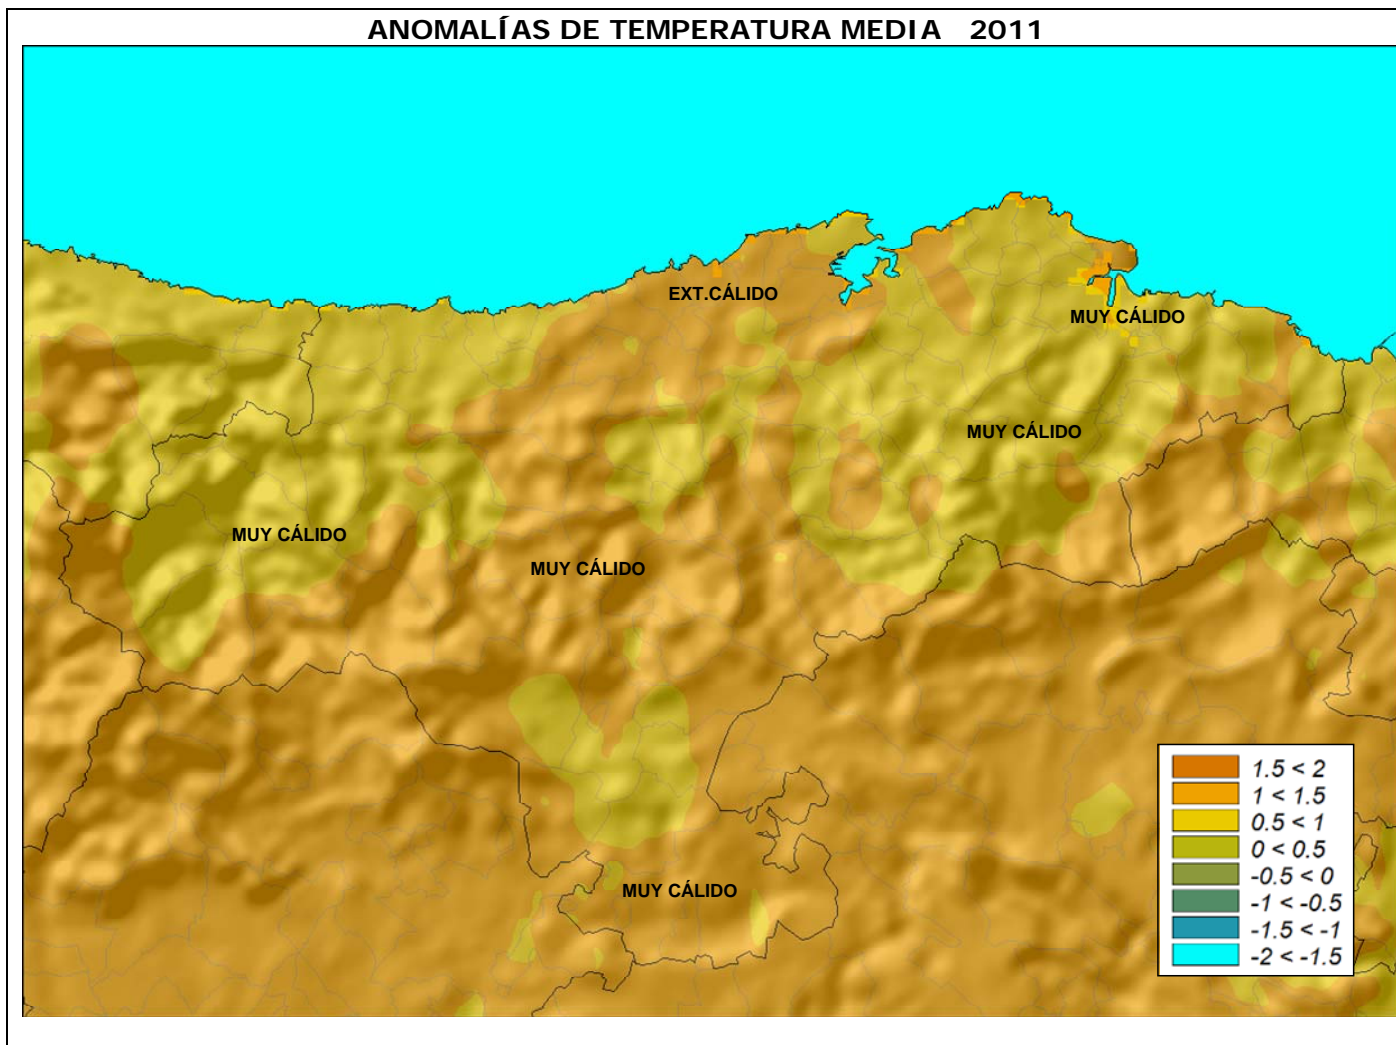 ANOMALÍAS DE TEMPERATURA MEDIA 2011
EXT.CÁLIDO
MUY CÁLIDO
MUY CÁLIDO
MUY CÁLIDO
MUY CÁLIDO
MUY CÁLIDO
1.5 < 2
1 < 1.5
0.5 < 1
0 < 0.5
-0.5 < 0
-1 < -0.5
-1.5 < -1
-2 < -1.5